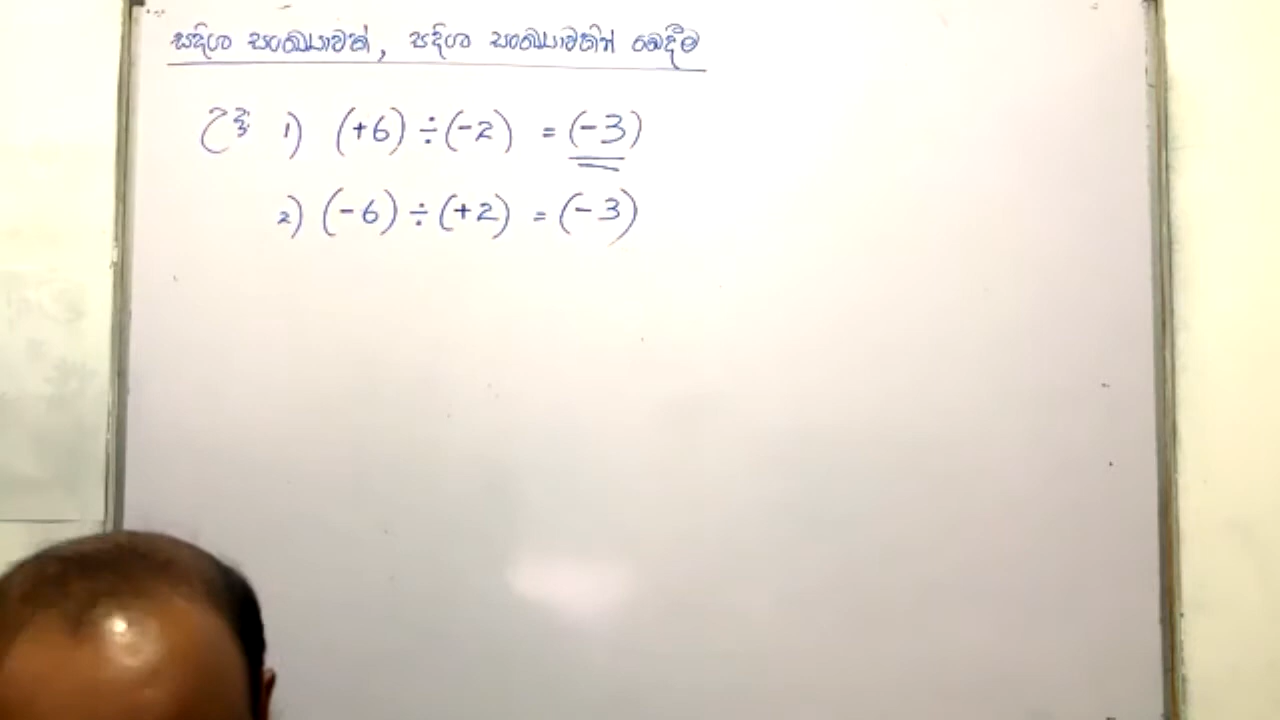 සදිශ සංඛ්‍යාවක්, සදිශ සංඛ්‍යාවකින් බෙදීම
උදා: 1) (+6) ÷ (-2) = (-3)
2) (-6) ÷ (+2) = (-3)